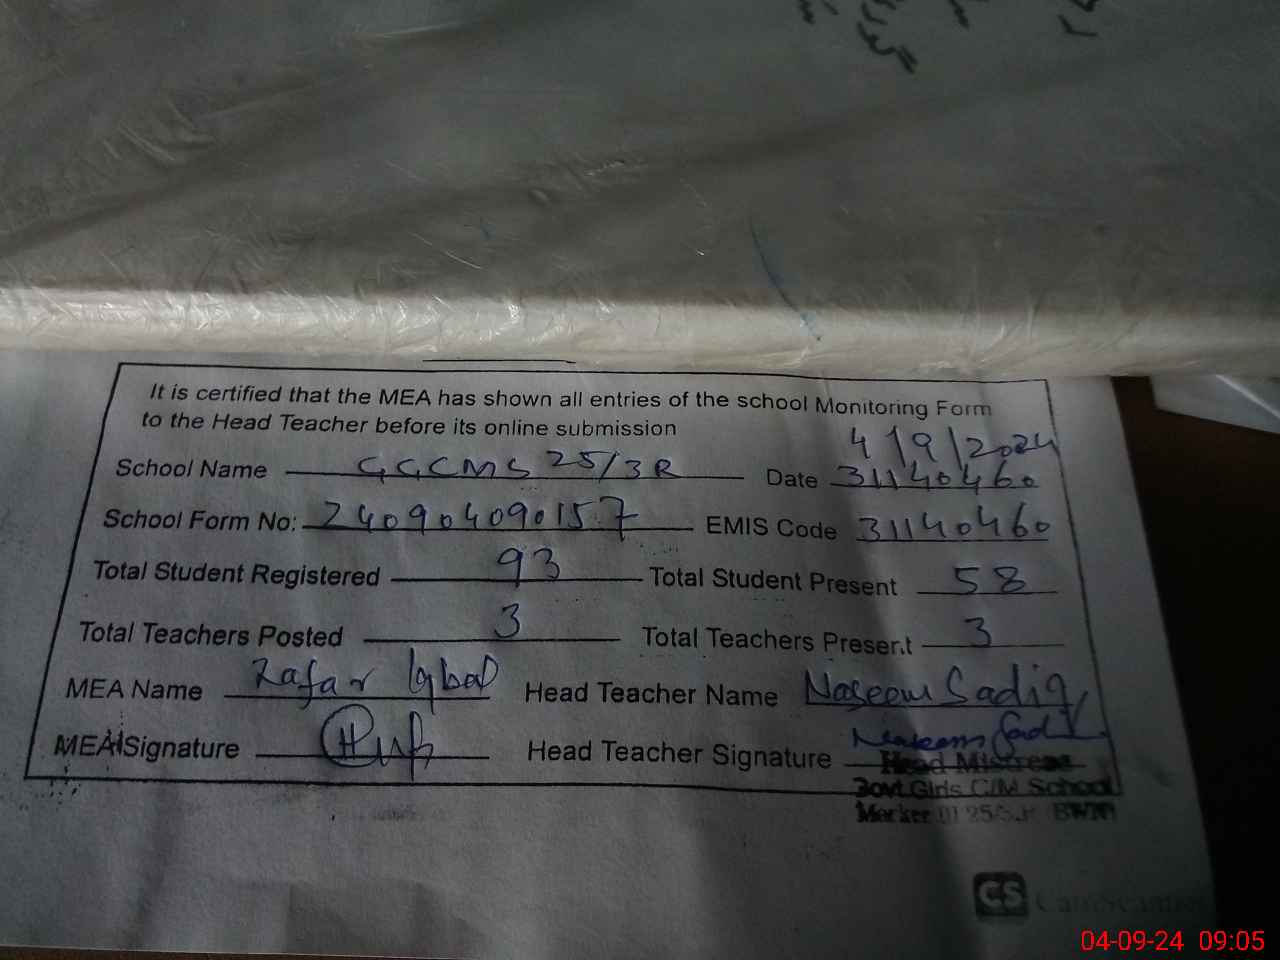 It is certified that the MEA has shown all entries of the school Monitoring Form
to the Head Teacher before its online submission
4/9/2024
School Name GGCMS 25/3R Date 31140460
School Form No: 240904090157 EMIS Code 31140460
Total Student Registered 93 Total Student Present 58
Total Teachers Posted 3 Total Teachers Present 3
MEA Name Zafar Iqbal Head Teacher Name Naseem Sadiq
MEA Signature Head Teacher Signature Naseem Sadiq
Head Mistress
Govt.Girls C/M School
BWN
CS CamScanner
04-09-24 09:05